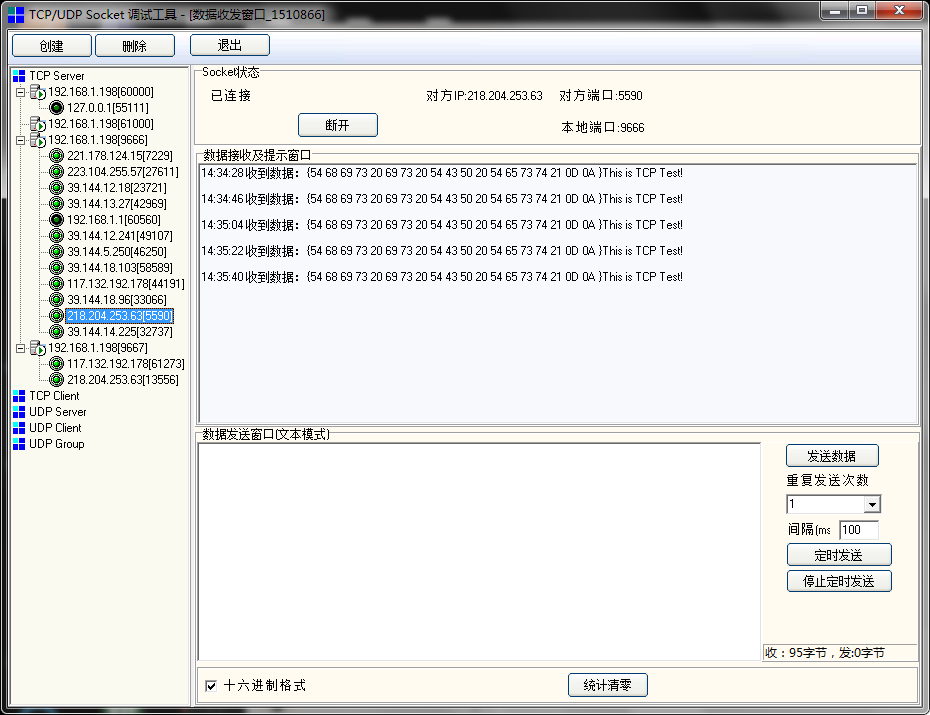 TCP/UDP Socket 调试工具 - [数据收发窗口_1510866]
创建 删除 退出
TCP Server
192.168.1.198[60000]
127.0.0.1[55111]
192.168.1.198[61000]
192.168.1.198[9666]
221.178.124.15[7229]
223.104.255.57[27611]
39.144.12.18[23721]
39.144.13.27[42969]
192.168.1.1[60560]
39.144.12.241[49107]
39.144.5.250[46250]
39.144.18.103[58589]
117.132.192.178[44191]
39.144.18.96[33066]
218.204.253.63[5590]
39.144.14.225[32737]
192.168.1.198[9667]
117.132.192.178[61273]
218.204.253.63[13556]
TCP Client
UDP Server
UDP Client
UDP Group
Socket状态
已连接 对方IP:218.204.253.63 对方端口:5590
断开 本地端口:9666
数据接收及提示窗口
14:34:28收到数据：{54 68 69 73 20 69 73 20 54 43 50 20 54 65 73 74 21 0D 0A }This is TCP Test!
14:34:46收到数据：{54 68 69 73 20 69 73 20 54 43 50 20 54 65 73 74 21 0D 0A }This is TCP Test!
14:35:04收到数据：{54 68 69 73 20 69 73 20 54 43 50 20 54 65 73 74 21 0D 0A }This is TCP Test!
14:35:22收到数据：{54 68 69 73 20 69 73 20 54 43 50 20 54 65 73 74 21 0D 0A }This is TCP Test!
14:35:40收到数据：{54 68 69 73 20 69 73 20 54 43 50 20 54 65 73 74 21 0D 0A }This is TCP Test!
数据发送窗口(文本模式)
发送数据
重复发送次数
1
间隔(ms 100
定时发送
停止定时发送
收：95字节，发:0字节
十六进制格式 统计清零